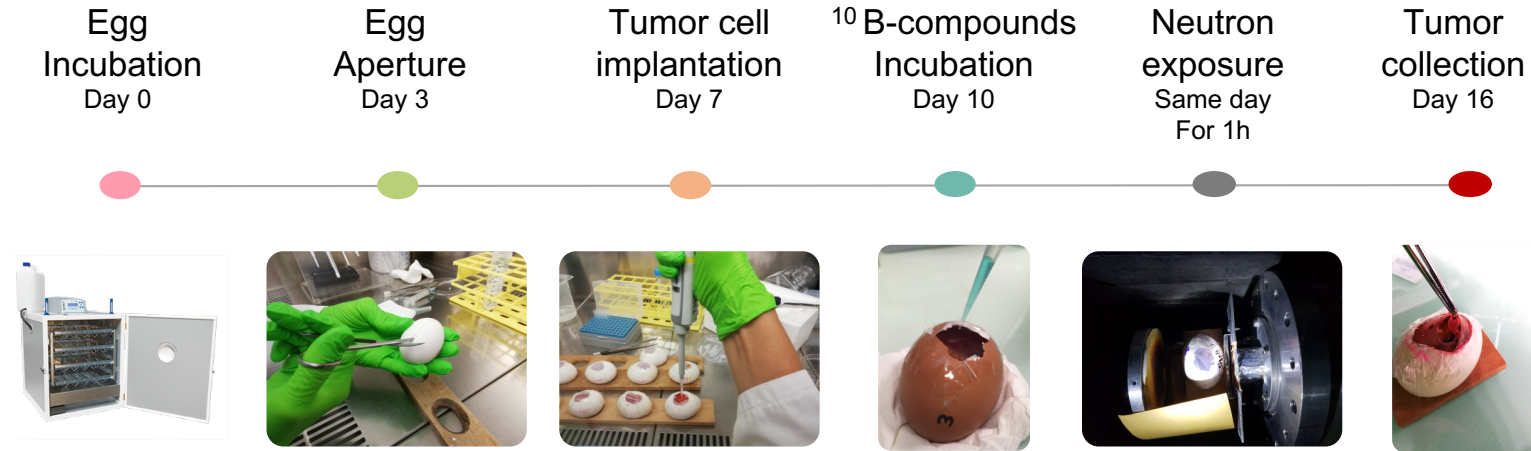 Egg
Incubation
Day 0
Egg
Aperture
Day 3
Tumor cell
implantation
Day 7
¹⁰ B-compounds
Incubation
Day 10
Neutron
exposure
Same day
For 1h
Tumor
collection
Day 16
3